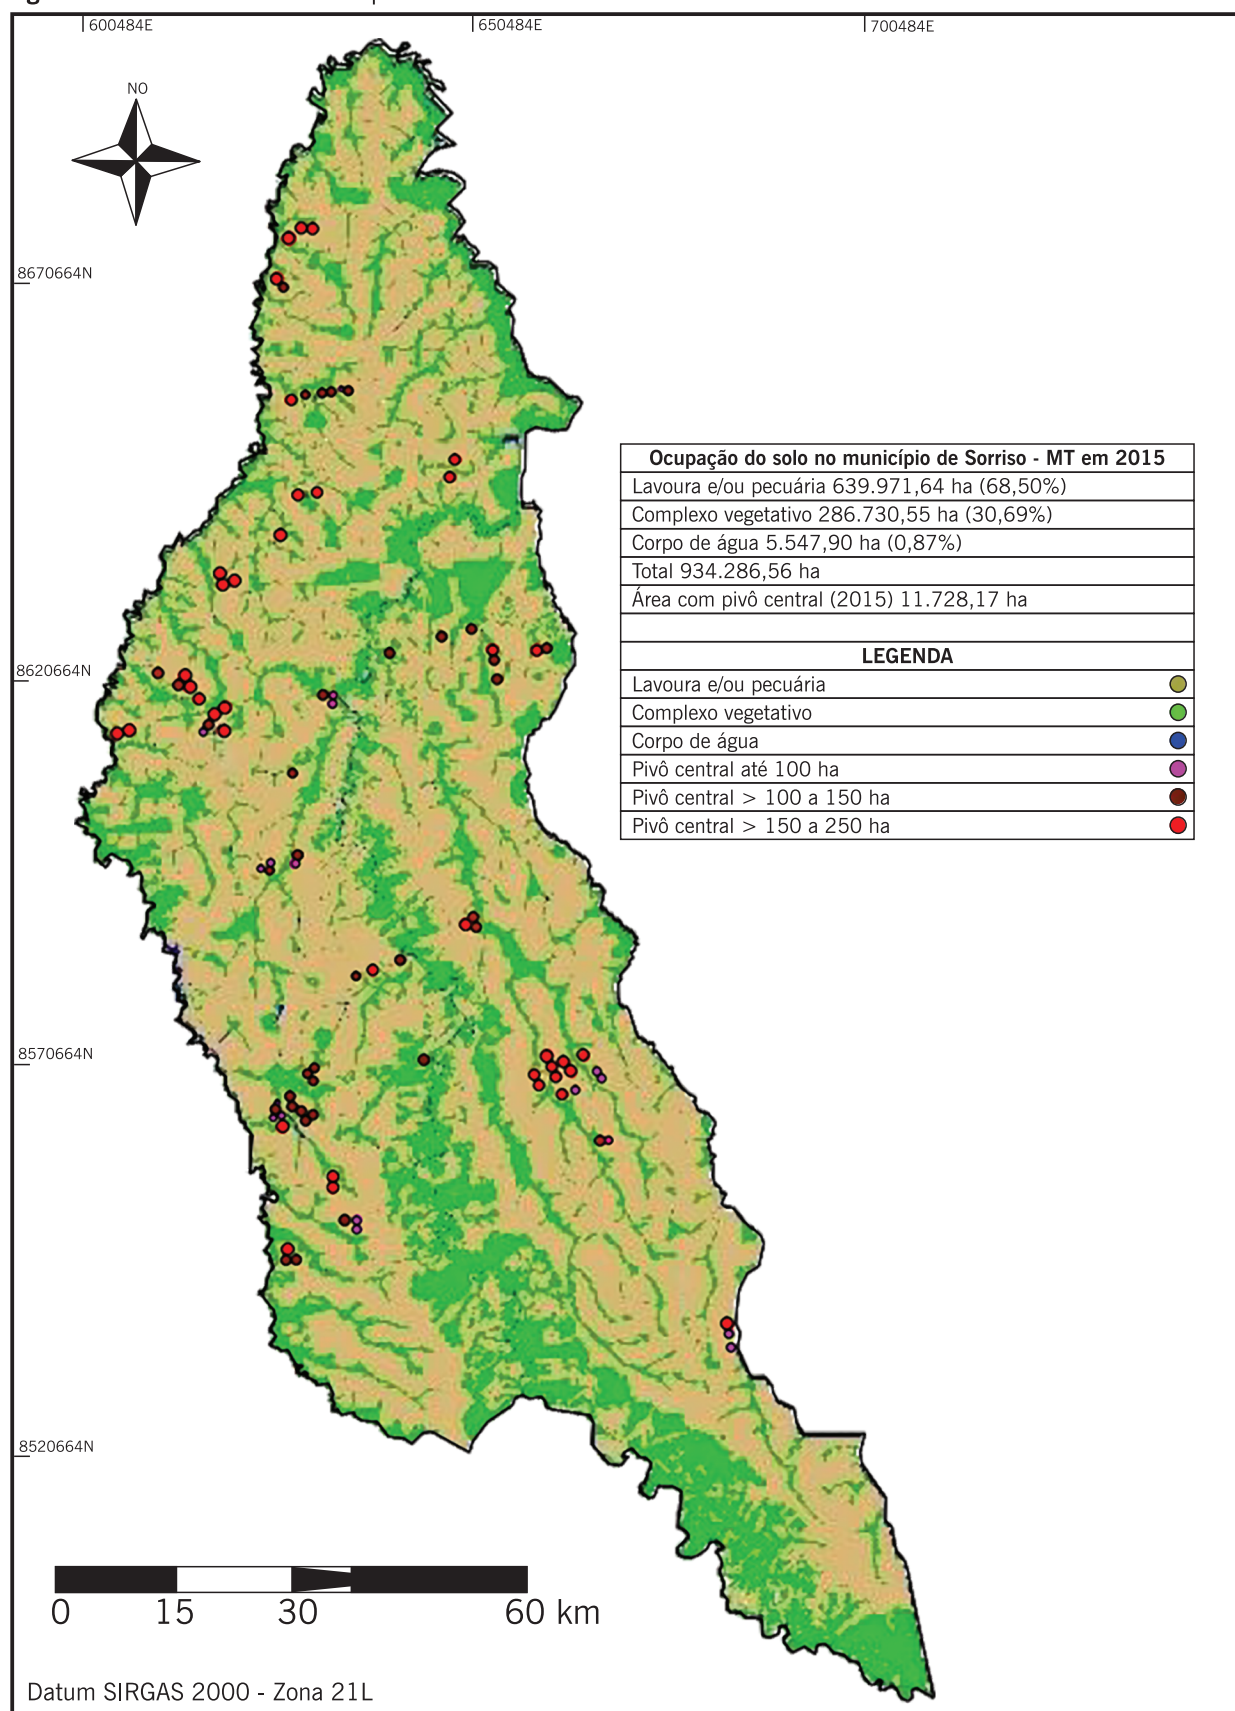 600484E
650484E
700484E
NO
8670664N
8620664N
8570664N
8520664N
Ocupação do solo no município de Sorriso - MT em 2015
Lavoura e/ou pecuária 639.971,64 ha (68,50%)
Complexo vegetativo 286.730,55 ha (30,69%)
Corpo de água 5.547,90 ha (0,87%)
Total 934.286,56 ha
Área com pivô central (2015) 11.728,17 ha
LEGENDA
Lavoura e/ou pecuária
Complexo vegetativo
Corpo de água
Pivô central até 100 ha
Pivô central > 100 a 150 ha
Pivô central > 150 a 250 ha
0 15 30 60 km
Datum SIRGAS 2000 - Zona 21L